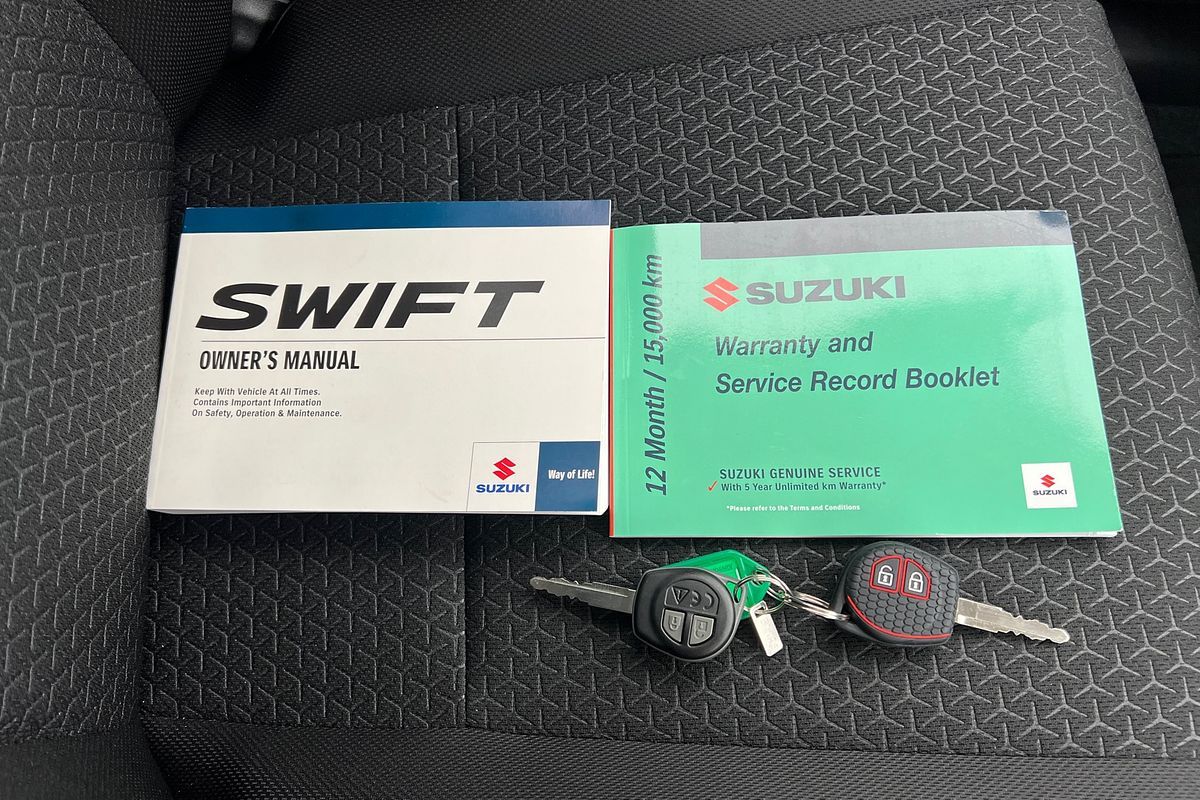 SWIFT
OWNER'S MANUAL
Keep With Vehicle At All Times.
Contains Important Information
On Safety, Operation & Maintenance.
SUZUKI
Way of Life!
12 Month / 15,000 km
SUZUKI
Warranty and
Service Record Booklet
SUZUKI GENUINE SERVICE
With 5 Year Unlimited km Warranty*
*Please refer to the Terms and Conditions
SUZUKI
CE